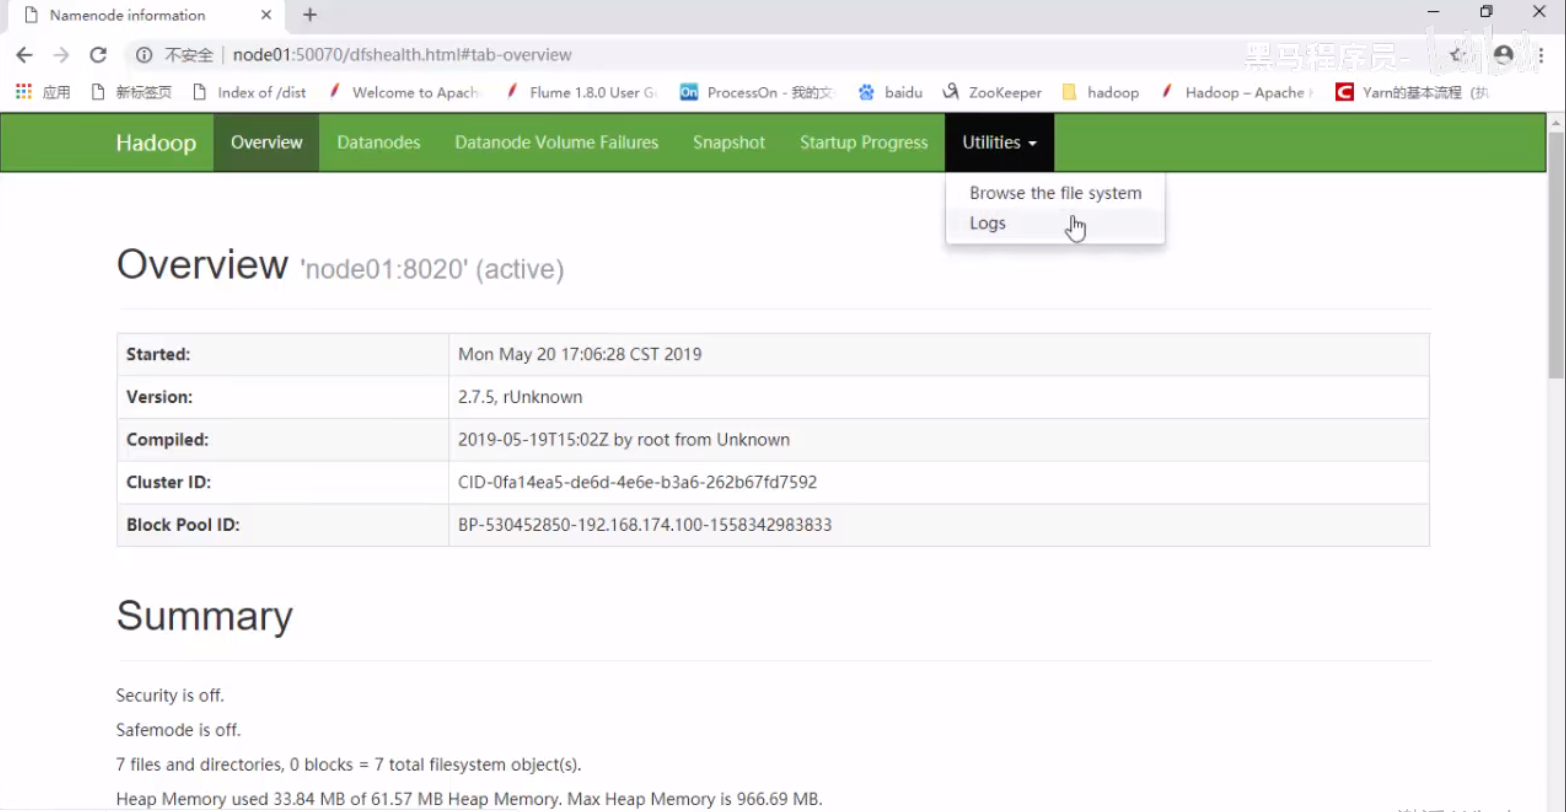 Namenode information
不安全 node01:50070/dfshealth.html#tab-overview
黑马程序员-
应用 新标签页 Index of /dist Welcome to Apach Flume 1.8.0 User G ProcessOn - 我的文 baidu ZooKeeper hadoop Hadoop – Apache Yarn的基本流程（执
Hadoop Overview Datanodes Datanode Volume Failures Snapshot Startup Progress Utilities
Browse the file system
Logs
Overview 'node01:8020' (active)
Started: Mon May 20 17:06:28 CST 2019
Version: 2.7.5, rUnknown
Compiled: 2019-05-19T15:02Z by root from Unknown
Cluster ID: CID-0fa14ea5-de6d-4e6e-b3a6-262b67fd7592
Block Pool ID: BP-530452850-192.168.174.100-1558342983833
Summary
Security is off.
Safemode is off.
7 files and directories, 0 blocks = 7 total filesystem object(s).
Heap Memory used 33.84 MB of 61.57 MB Heap Memory. Max Heap Memory is 966.69 MB.